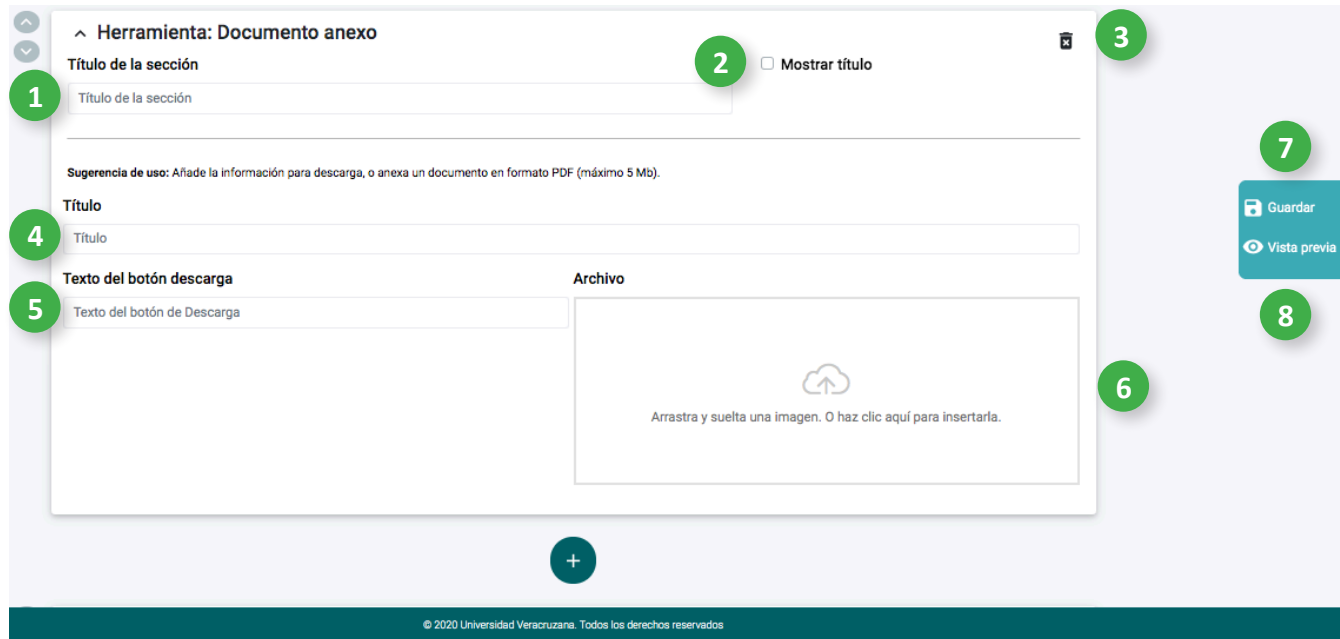 Herramienta: Documento anexo
3
Título de la sección
2
Mostrar título
1
Título de la sección
7
Sugerencia de uso: Añade la información para descarga, o anexa un documento en formato PDF (máximo 5 Mb).
Título
Guardar
4
Título
Vista previa
Texto del botón descarga
Archivo
5
Texto del botón de Descarga
8
6
Arrastra y suelta una imagen. O haz clic aquí para insertarla.
+
© 2020 Universidad Veracruzana. Todos los derechos reservados